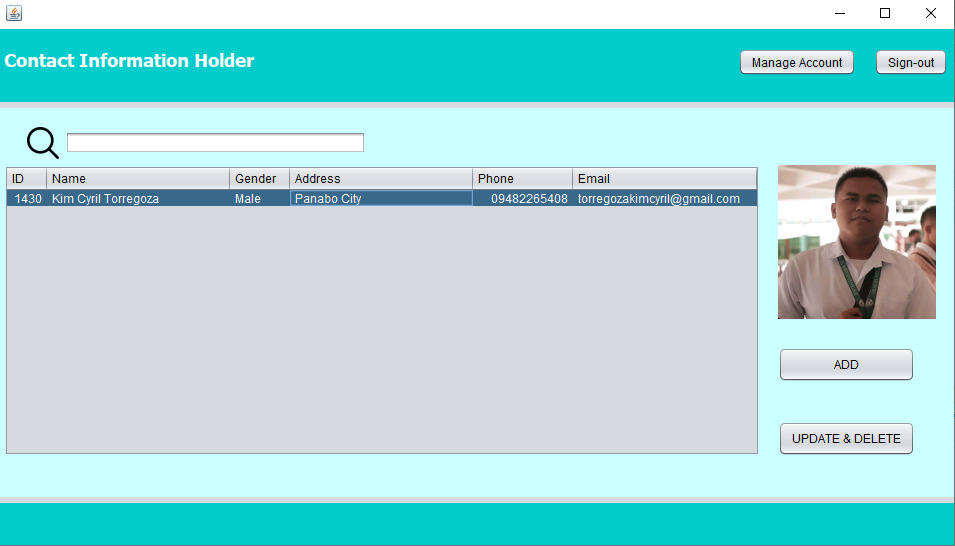 Contact Information Holder
Manage Account
Sign-out
ID Name Gender Address Phone Email
1430 Kim Cyril Torregoza Male Panabo City 09482265408 torregozakimcyril@gmail.com
ADD
UPDATE & DELETE